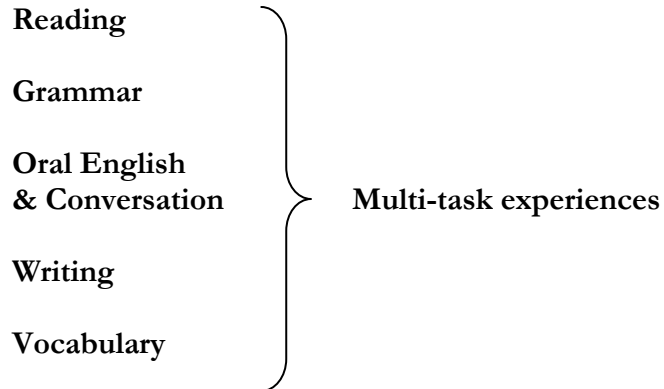 Reading
Grammar
Oral English
& Conversation
Multi-task experiences
Writing
Vocabulary